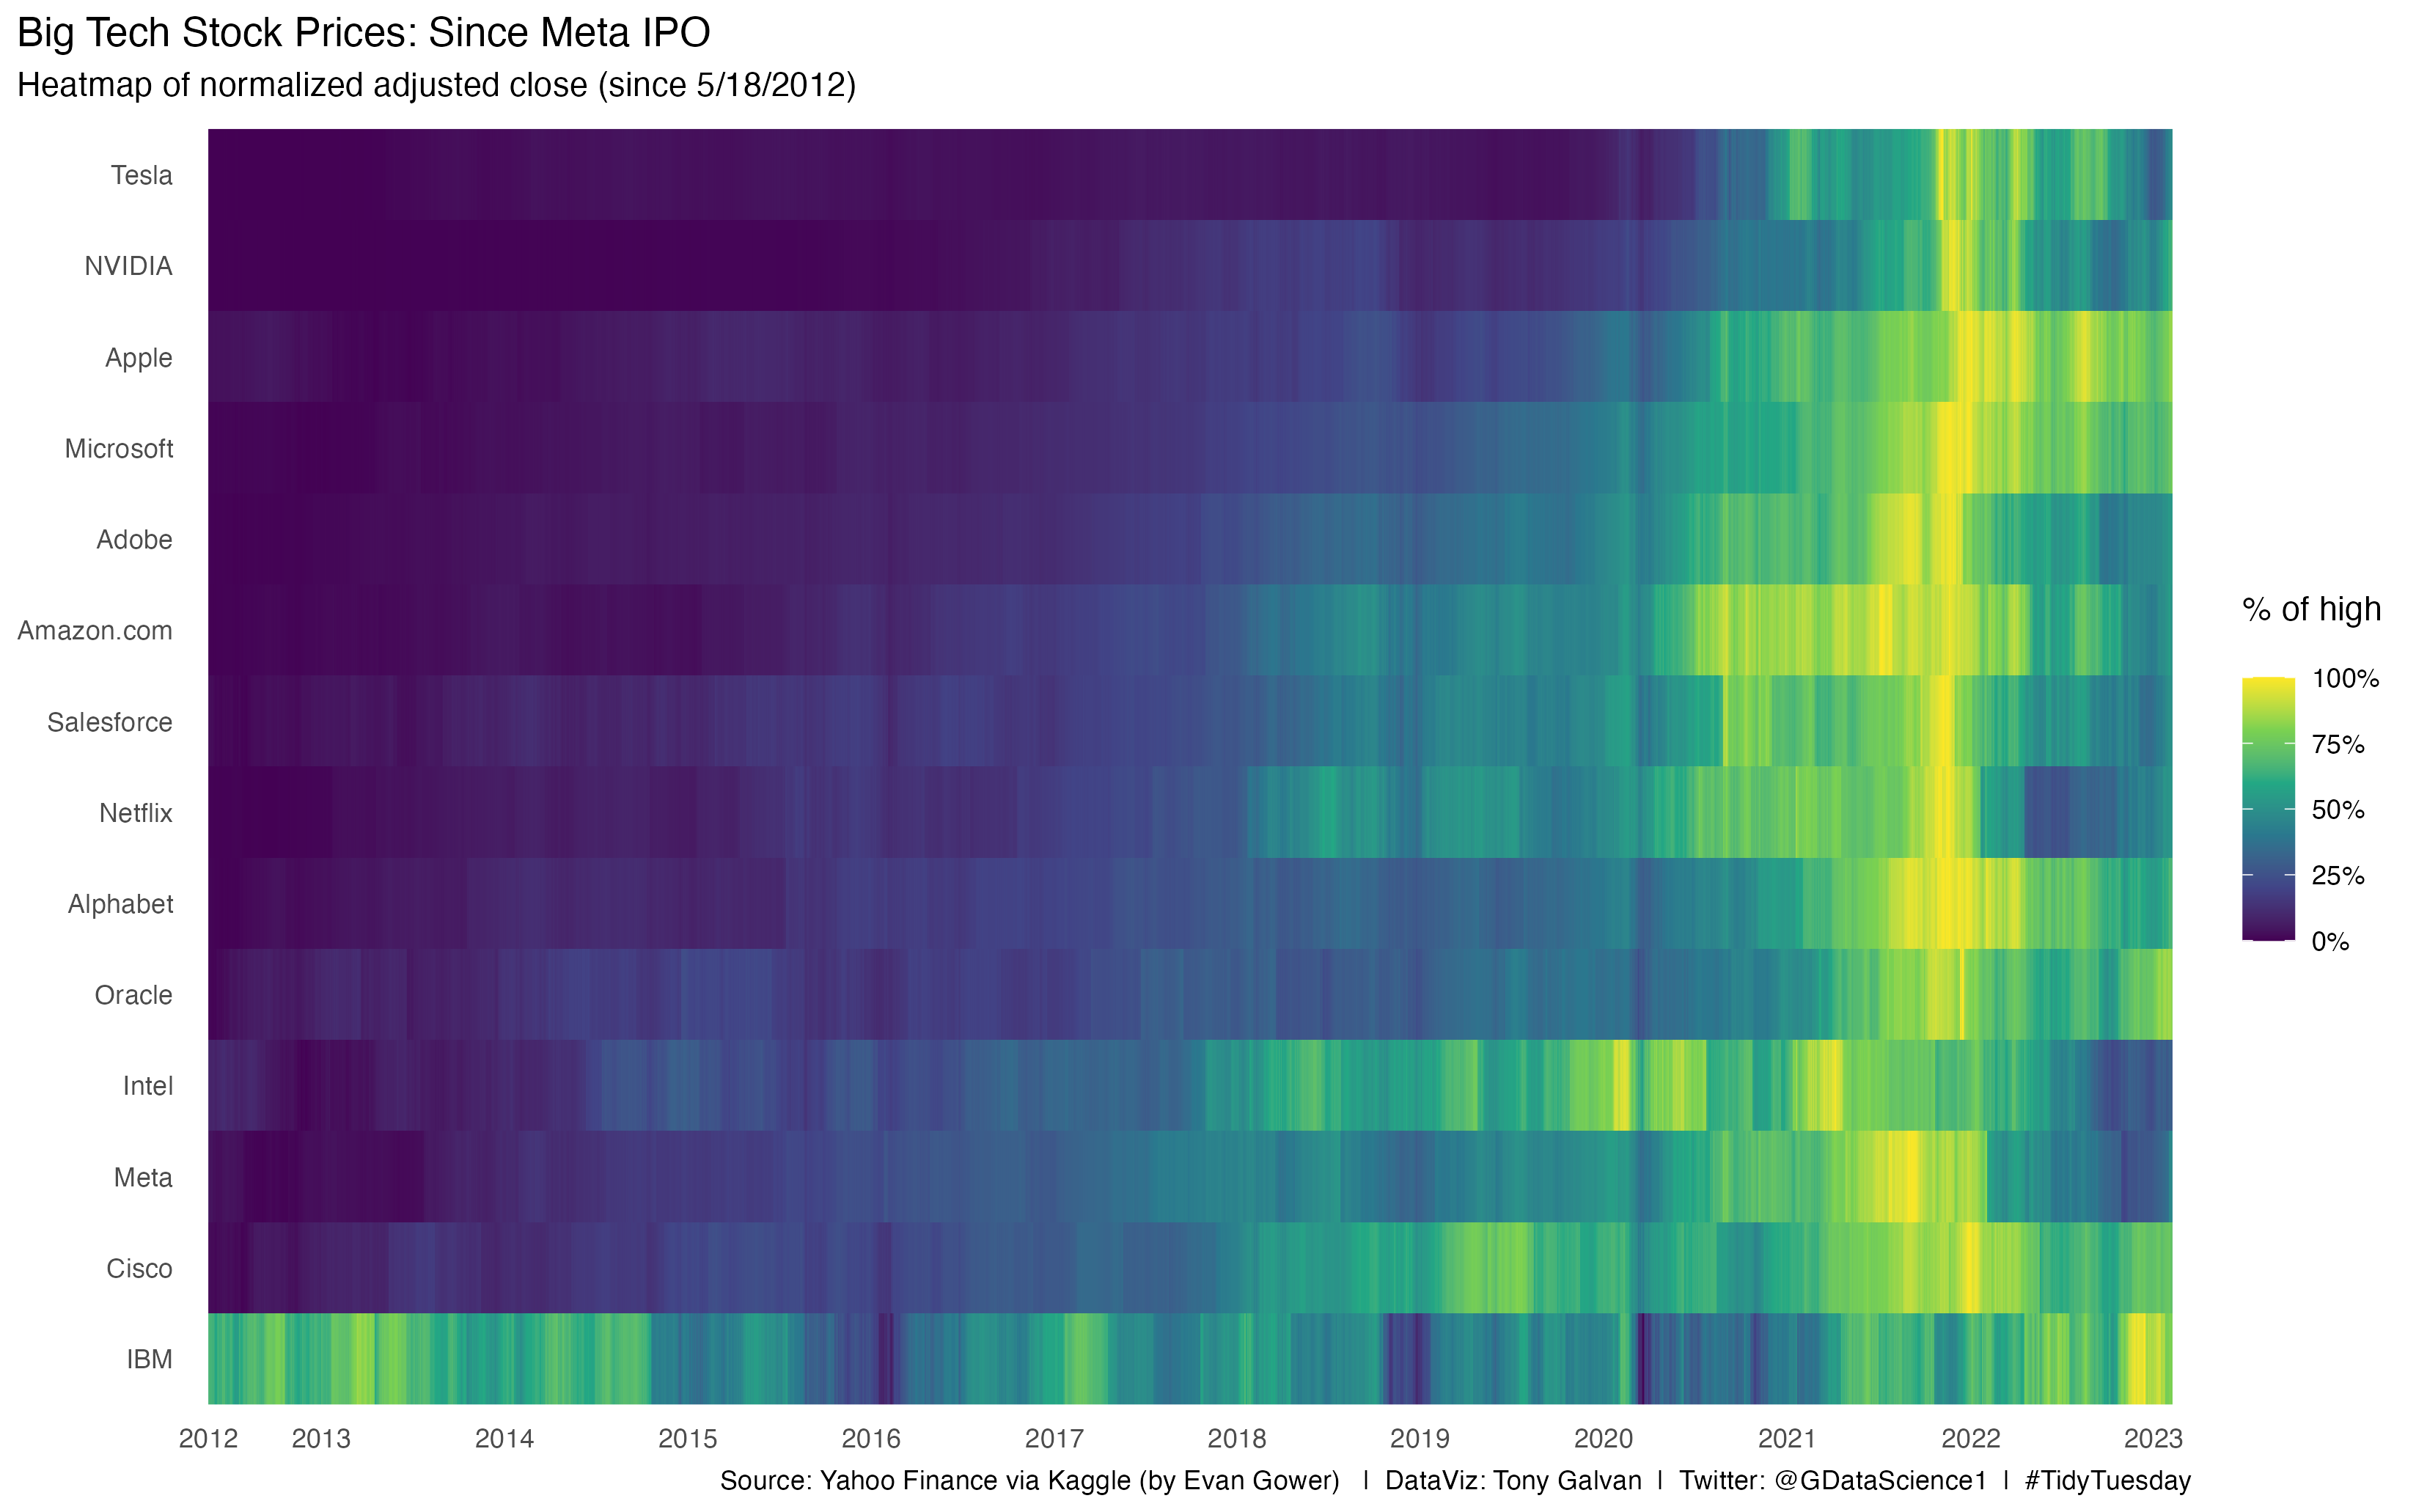 Big Tech Stock Prices: Since Meta IPO
Heatmap of normalized adjusted close (since 5/18/2012)
Tesla
NVIDIA
Apple
Microsoft
Adobe
Amazon.com
Salesforce
Netflix
Alphabet
Oracle
Intel
Meta
Cisco
IBM
% of high
100%
75%
50%
25%
0%
2012 2013 2014 2015 2016 2017 2018 2019 2020 2021 2022 2023
Source: Yahoo Finance via Kaggle (by Evan Gower) | DataViz: Tony Galvan | Twitter: @GDataScience1 | #TidyTuesday